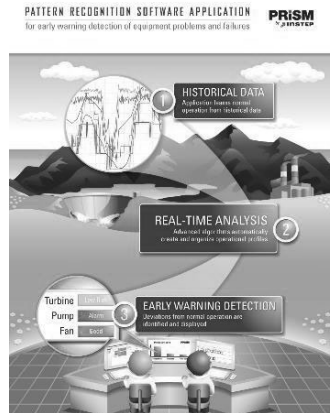 PATTERN RECOGNITION SOFTWARE APPLICATION
for early warning detection of equipment problems and failures
PRiSM
by INSTEP
1
HISTORICAL DATA
Application learns normal
operation from historical data
REAL-TIME ANALYSIS
Advanced algorithms automatically
create and organize operational profiles
2
Turbine
Pump Alarm
Fan Good
3
EARLY WARNING DETECTION
Deviations from normal operation are
identified and displayed